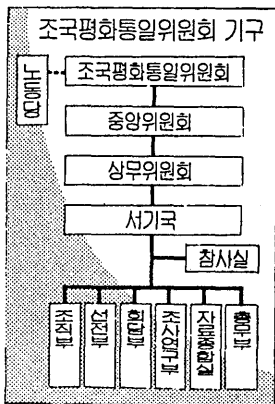 조국평화통일위원회 기구
노동당
조국평화통일위원회
중앙위원회
상무위원회
서기국
참사실
조직부
선전부
회담부
조사연구부
자료종합실
총무부